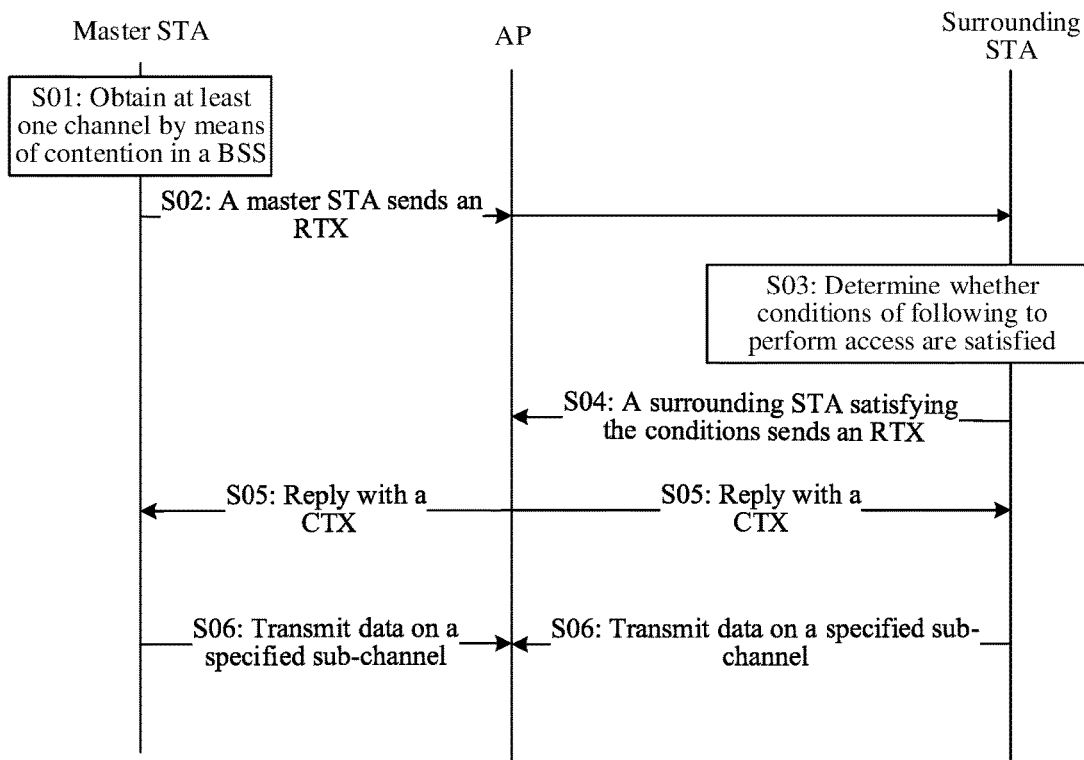 Master STA
AP
Surrounding
STA
S01: Obtain at least
one channel by means
of contention in a BSS
S02: A master STA sends an
RTX
S03: Determine whether
conditions of following to
perform access are satisfied
S04: A surrounding STA satisfying
the conditions sends an RTX
S05: Reply with a
CTX
S05: Reply with a
CTX
S06: Transmit data on a
specified sub-channel
S06: Transmit data on a specified sub-
channel